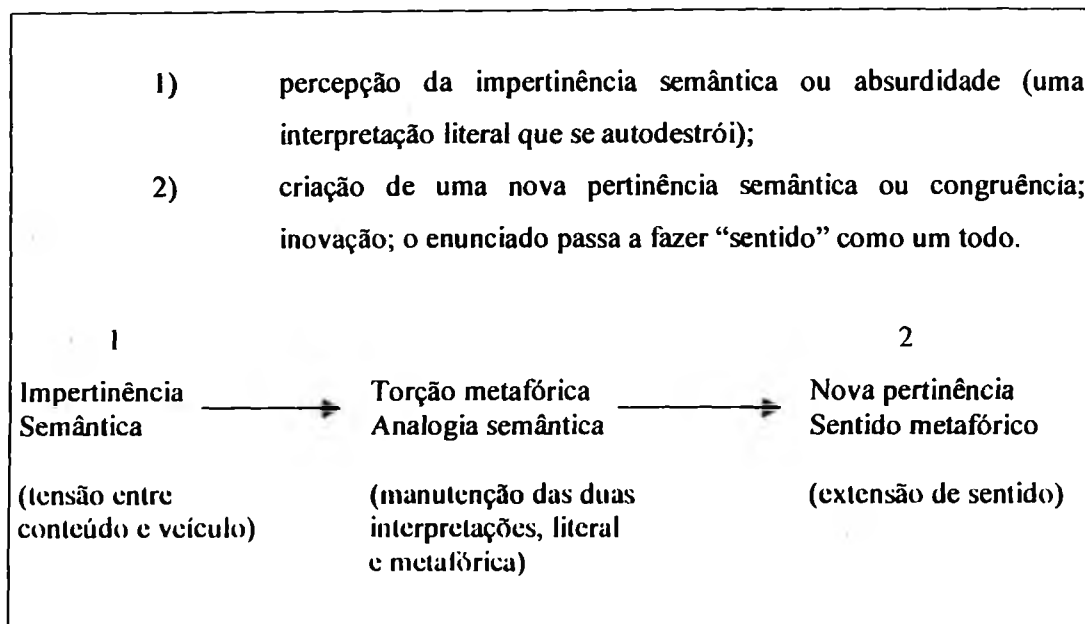 1) percepção da impertinência semântica ou absurdidade (uma
interpretação literal que se autodestrói);
2) criação de uma nova pertinência semântica ou congruência;
inovação; o enunciado passa a fazer “sentido” como um todo.
1 2
Impertinência Torção metafórica Nova pertinência
Semântica Analogia semântica Sentido metafórico
(tensão entre (manutenção das duas (extensão de sentido)
conteúdo e veículo) interpretações, literal
e metafórica)